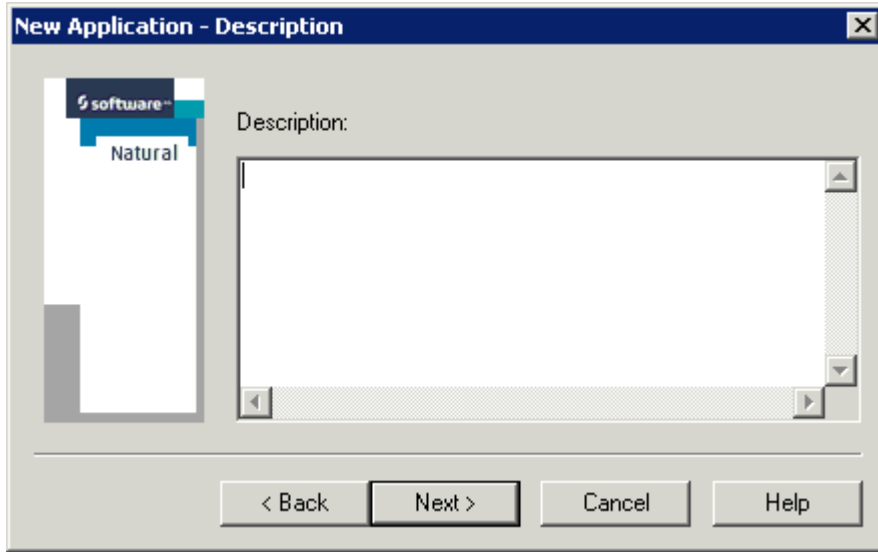 New Application - Description
software
Natural
Description:
< Back
Next >
Cancel
Help